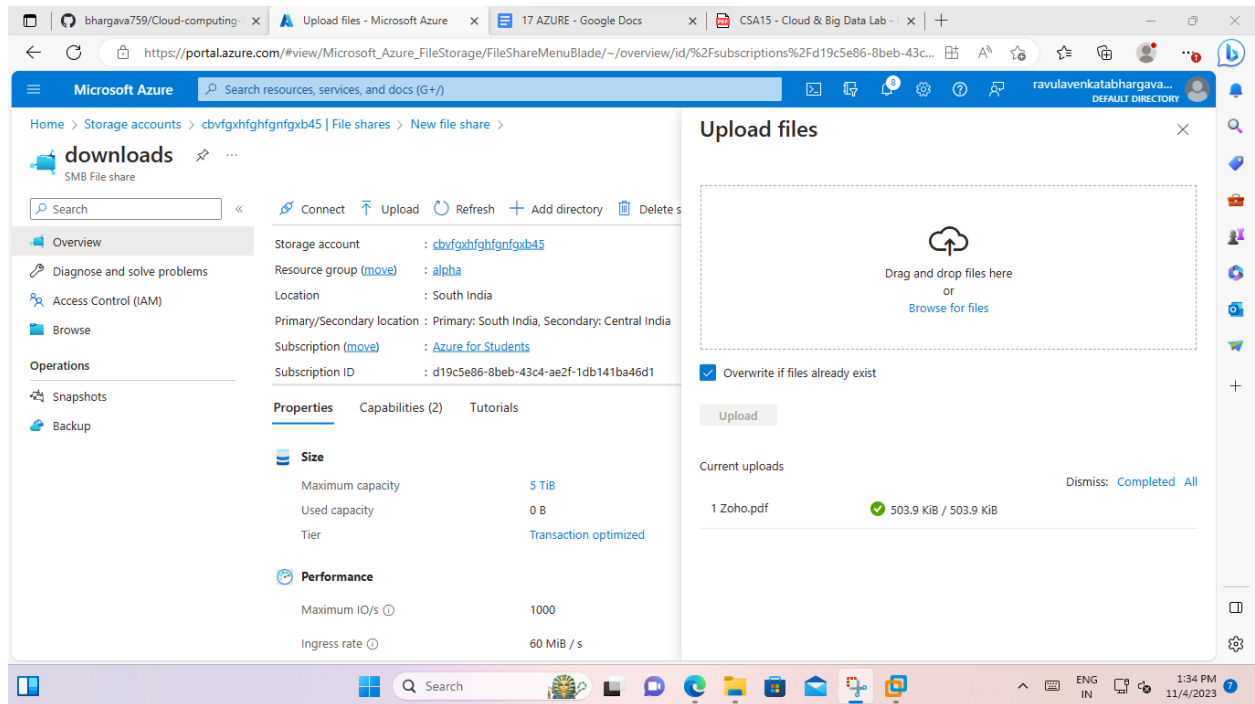 bhargava759/Cloud-computing-
Upload files - Microsoft Azure
17 AZURE - Google Docs
CSA15 - Cloud & Big Data Lab -
https://portal.azure.com/#view/Microsoft_Azure_FileStorage/FileShareMenuBlade/~/overview/id/%2Fsubscriptions%2Fd19c5e86-8beb-43c...
Microsoft Azure
Search resources, services, and docs (G+/)
8
ravulavenkatabhargava...
DEFAULT DIRECTORY
Home > Storage accounts > cbvfgxhfghfgnfgxb45 | File shares > New file share >
downloads
SMB File share
Search
Overview
Diagnose and solve problems
Access Control (IAM)
Browse
Operations
Snapshots
Backup
Connect Upload Refresh Add directory Delete s
Storage account : cbvfgxhfghfgnfgxb45
Resource group (move) : alpha
Location : South India
Primary/Secondary location : Primary: South India, Secondary: Central India
Subscription (move) : Azure for Students
Subscription ID : d19c5e86-8beb-43c4-ae2f-1db141ba46d1
Properties Capabilities (2) Tutorials
Size
Maximum capacity 5 TiB
Used capacity 0 B
Tier Transaction optimized
Performance
Maximum IO/s 1000
Ingress rate 60 MiB / s
Upload files
Drag and drop files here
or
Browse for files
Overwrite if files already exist
Upload
Current uploads
Dismiss: Completed All
1 Zoho.pdf 503.9 KiB / 503.9 KiB
Search
ENG
IN
1:34 PM
11/4/2023
7